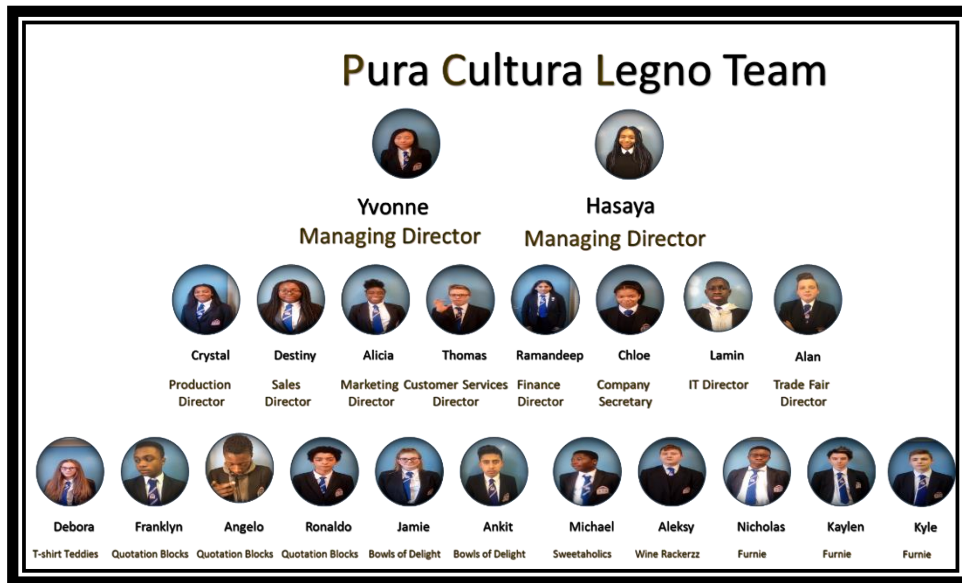 Pura Cultura Legno Team
Yvonne Hasaya
Managing Director Managing Director
Crystal Destiny Alicia Thomas Ramandeep Chloe Lamin Alan
Production Sales Marketing Customer Services Finance Company IT Director Trade Fair
Director Director Director Director Director Secretary Director
Debora Franklyn Angelo Ronaldo Jamie Ankit Michael Aleksy Nicholas Kaylen Kyle
T-shirt Teddies Quotation Blocks Quotation Blocks Quotation Blocks Bowls of Delight Bowls of Delight Sweetaholics Wine Rackerzz Furnie Furnie Furnie